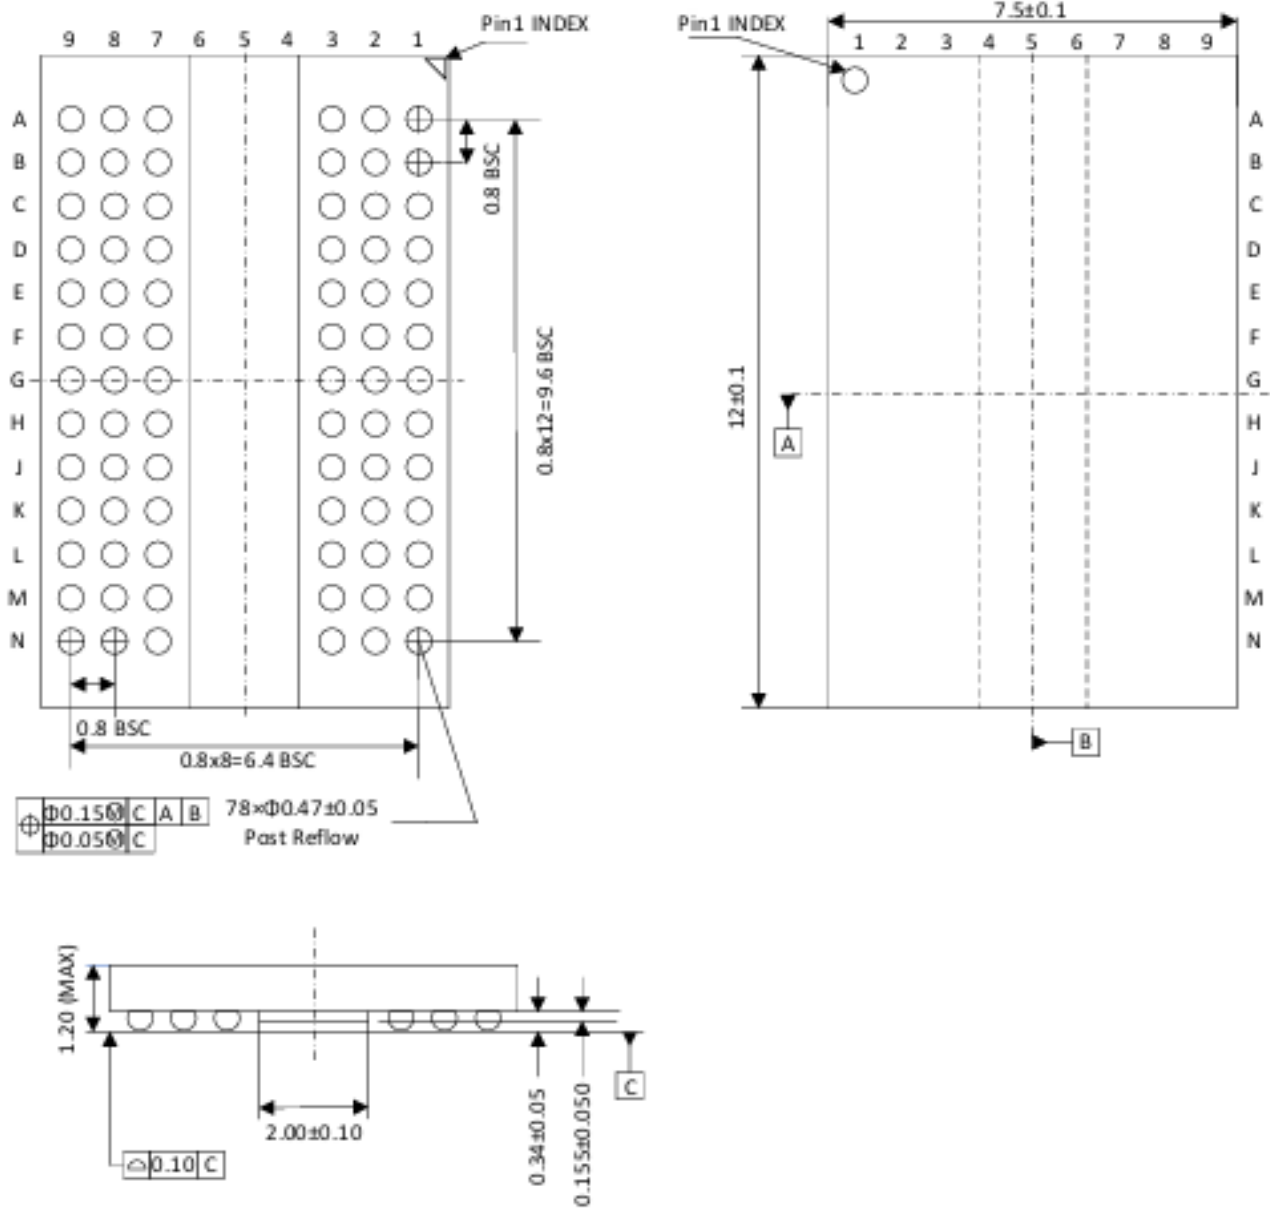 Pin1 INDEX
9 8 7 6 5 4 3 2 1
A
B
C
D
E
F
G
H
J
K
L
M
N
0.8 BSC
0.8x12=9.6 BSC
0.8 BSC
0.8x8=6.4 BSC
Φ0.15Ⓜ C A B
Φ0.05Ⓜ C
78×Φ0.47±0.05
Post Reflow
Pin1 INDEX
7.5±0.1
1 2 3 4 5 6 7 8 9
12±0.1
A
B
C
D
E
F
G
H
J
K
L
M
N
A
B
1.20 (MAX)
2.00±0.10
0.10 C
0.34±0.05
0.155±0.050
C